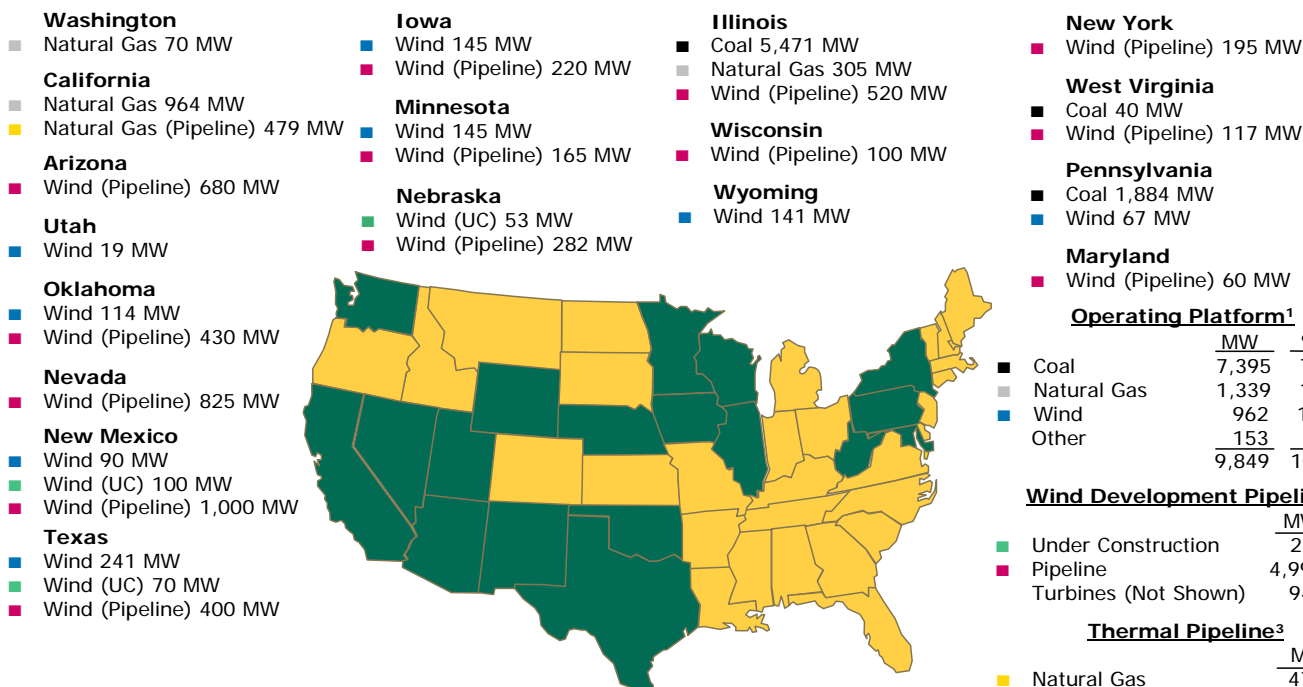 Washington
Natural Gas 70 MW
California
Natural Gas 964 MW
Natural Gas (Pipeline) 479 MW
Arizona
Wind (Pipeline) 680 MW
Utah
Wind 19 MW
Oklahoma
Wind 114 MW
Wind (Pipeline) 430 MW
Nevada
Wind (Pipeline) 825 MW
New Mexico
Wind 90 MW
Wind (UC) 100 MW
Wind (Pipeline) 1,000 MW
Texas
Wind 241 MW
Wind (UC) 70 MW
Wind (Pipeline) 400 MW
Iowa
Wind 145 MW
Wind (Pipeline) 220 MW
Minnesota
Wind 145 MW
Wind (Pipeline) 165 MW
Nebraska
Wind (UC) 53 MW
Wind (Pipeline) 282 MW
Illinois
Coal 5,471 MW
Natural Gas 305 MW
Wind (Pipeline) 520 MW
Wisconsin
Wind (Pipeline) 100 MW
Wyoming
Wind 141 MW
New York
Wind (Pipeline) 195 MW
West Virginia
Coal 40 MW
Wind (Pipeline) 117 MW
Pennsylvania
Coal 1,884 MW
Wind 67 MW
Maryland
Wind (Pipeline) 60 MW
Operating Platform¹
MW
Coal 7,395
Natural Gas 1,339
Wind 962
Other 153
9,849
Wind Development
Under Construction
Pipeline
Turbines (Not Shown)
Thermal Pipeline³
Natural Gas